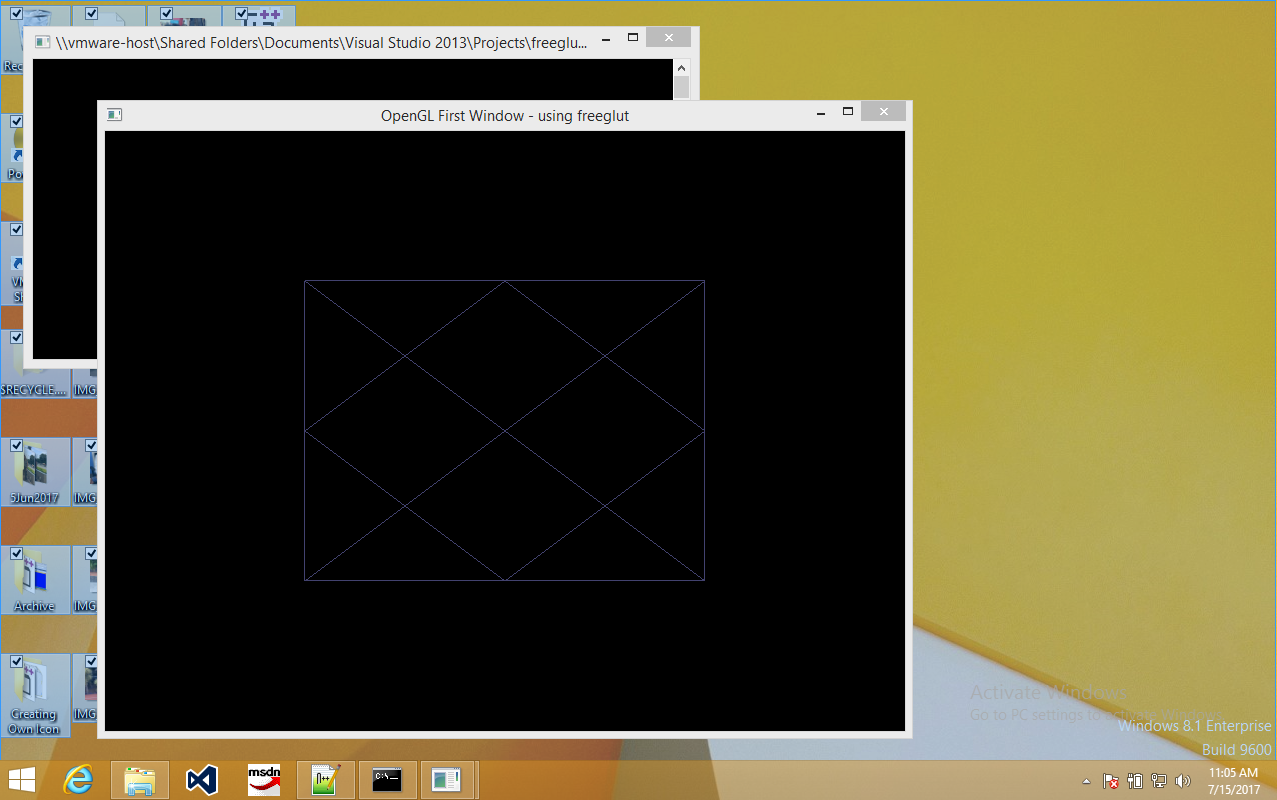 \\vmware-host\Shared Folders\Documents\Visual Studio 2013\Projects\freeglu...
OpenGL First Window - using freeglut
Rec
Po
$RECYCLE....
IMG
5Jun2017
IMG
Archive
IMG
Creating
Own Icon
IMG
Activate Windows
Go to PC settings to activate Windows.
Windows 8.1 Enterprise
Build 9600
msdn
C:\_
11:05 AM
7/15/2017